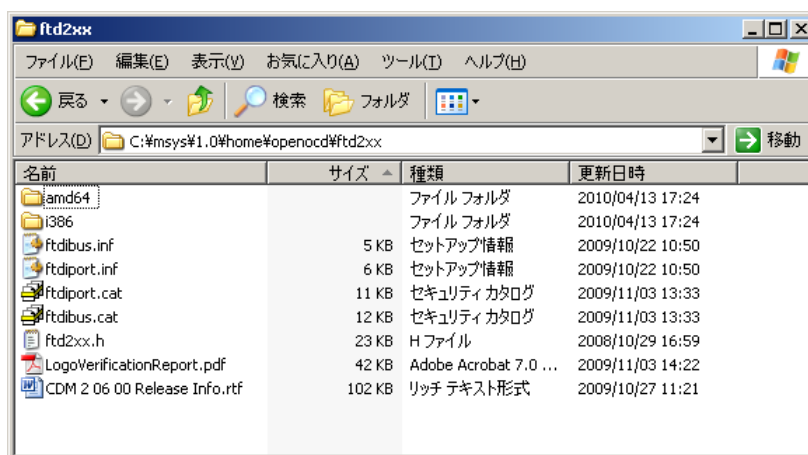 ftd2xx
ファイル(F) 編集(E) 表示(V) お気に入り(A) ツール(T) ヘルプ(H)
戻る 検索 フォルダ
アドレス(D) C:¥msys¥1.0¥home¥openocd¥ftd2xx 移動
名前 サイズ 種類 更新日時
amd64 ファイル フォルダ 2010/04/13 17:24
i386 ファイル フォルダ 2010/04/13 17:24
ftdibus.inf 5 KB セットアップ情報 2009/10/22 10:50
ftdiport.inf 6 KB セットアップ情報 2009/10/22 10:50
ftdiport.cat 11 KB セキュリティ カタログ 2009/11/03 13:33
ftdibus.cat 12 KB セキュリティ カタログ 2009/11/03 13:33
ftd2xx.h 23 KB H ファイル 2008/10/29 16:59
LogoVerificationReport.pdf 42 KB Adobe Acrobat 7.0 ... 2009/11/03 14:22
CDM 2 06 00 Release Info.rtf 102 KB リッチ テキスト形式 2009/10/27 11:21